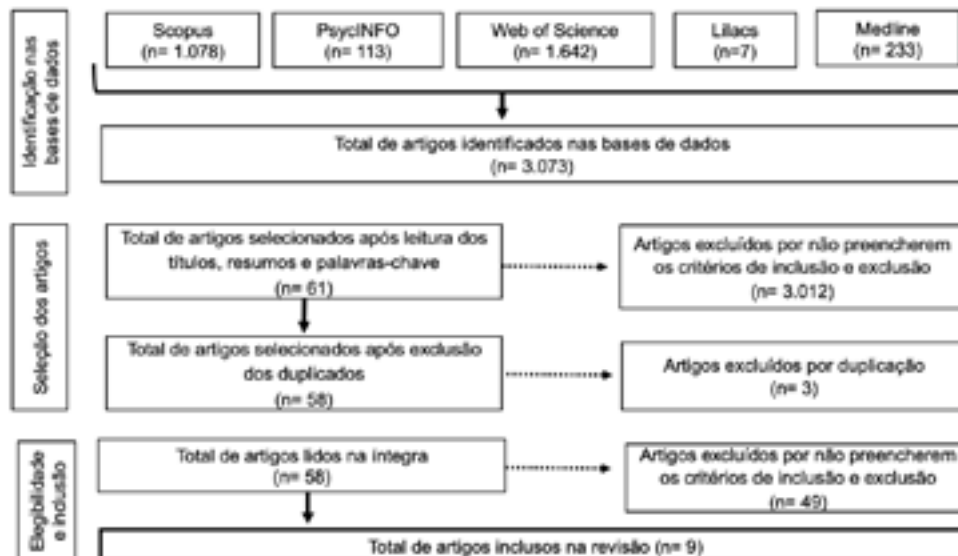 Identificação nas
bases de dados
Scopus
(n= 1.078)
PsycINFO
(n= 113)
Web of Science
(n= 1.642)
Lilacs
(n=7)
Medline
(n= 233)
Total de artigos identificados nas bases de dados
(n= 3.073)
Seleção dos artigos
Total de artigos selecionados após leitura dos
títulos, resumos e palavras-chave
(n= 61)
Artigos excluídos por não preencherem
os critérios de inclusão e exclusão
(n= 3.012)
Total de artigos selecionados após exclusão
dos duplicados
(n= 58)
Artigos excluídos por duplicação
(n= 3)
Elegibilidade
e inclusão
Total de artigos lidos na íntegra
(n= 58)
Artigos excluídos por não preencherem
os critérios de inclusão e exclusão
(n= 49)
Total de artigos inclusos na revisão (n= 9)